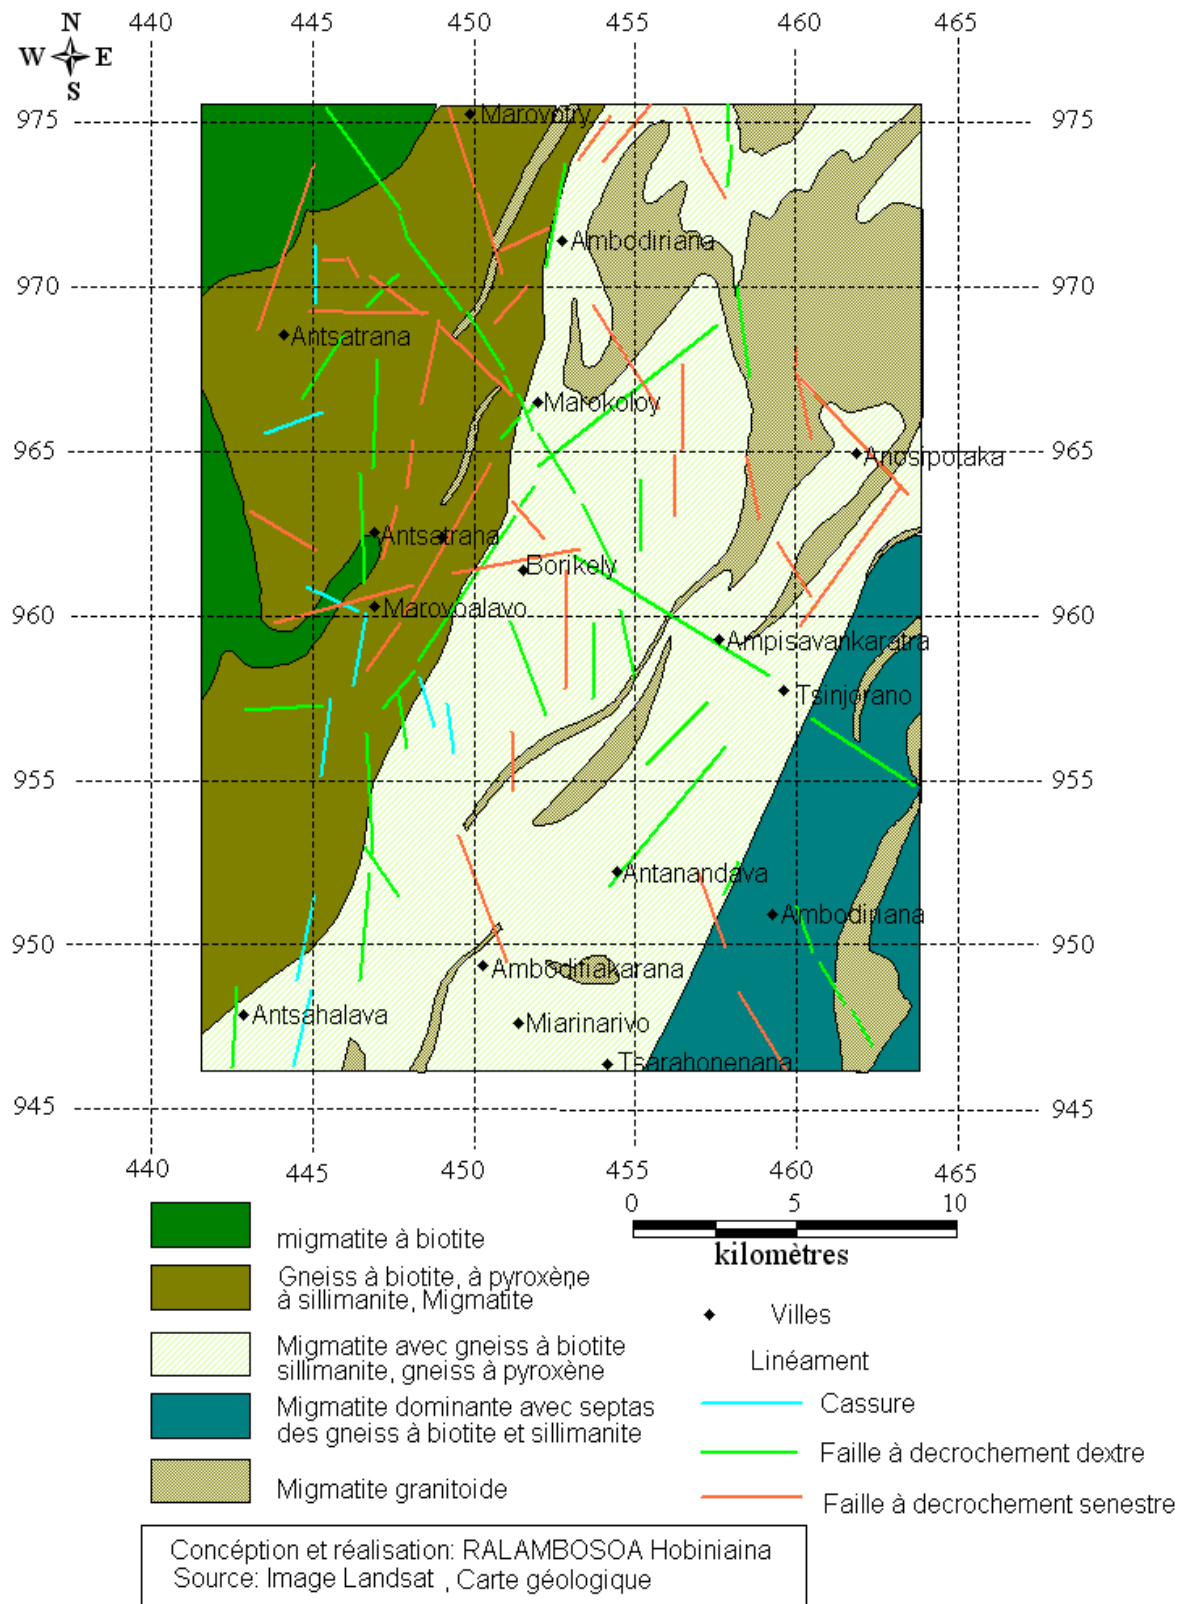 N
W E
S
440 445 450 455 460 465
975 Marovotry 975
Ambodiriana
970 970
Antsatrana
Marokoloy
965 Anosipotaka 965
Antsatrana
Borikely
960 Marovoalavo 960
Ampisavankaratra
Tsinjorano
955 955
Antanandava
Ambodiriana
950 950
Ambodifiakarana
Antsahalava Miarinarivo
Tsarahonenana
945 945
440 445 450 455 460 465
0 5 10
kilomètres
migmatite à biotite
Gneiss à biotite, à pyroxène
à sillimanite, Migmatite
Migmatite avec gneiss à biotite
sillimanite, gneiss à pyroxène
Migmatite dominante avec septas
des gneiss à biotite et sillimanite
Migmatite granitoide
Villes
Linéament
Cassure
Faille à decrochement dextre
Faille à decrochement senestre
Concéption et réalisation: RALAMBOSOA Hobiniaina
Source: Image Landsat , Carte géologique